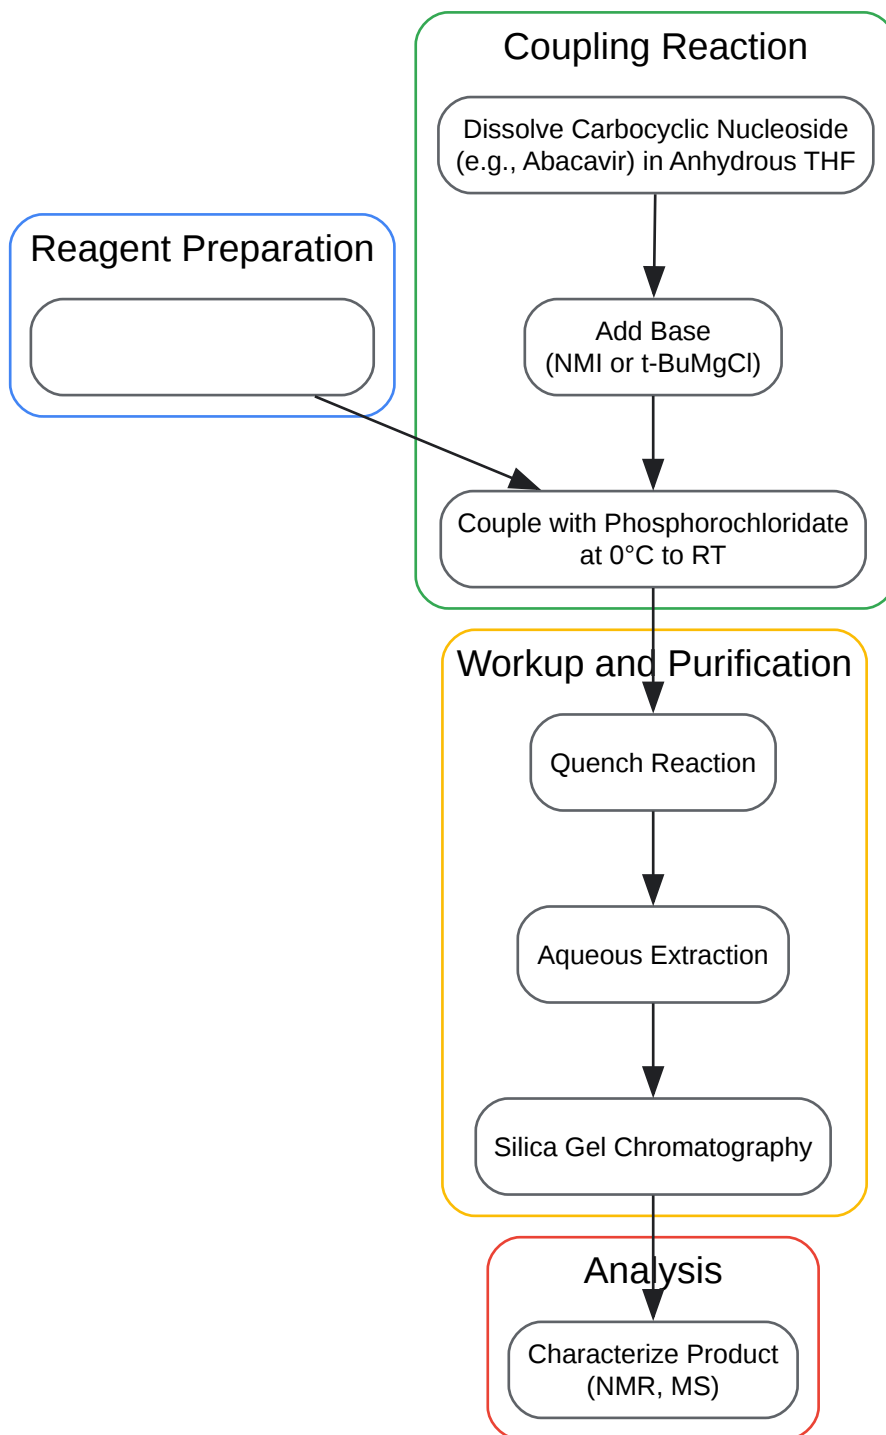 Coupling Reaction
Dissolve Carbocyclic Nucleoside
(e.g., Abacavir) in Anhydrous THF
Reagent Preparation
Add Base
(NMI or t-BuMgCl)
Couple with Phosphorochloridate
at 0°C to RT
Workup and Purification
Quench Reaction
Aqueous Extraction
Silica Gel Chromatography
Analysis
Characterize Product
(NMR, MS)